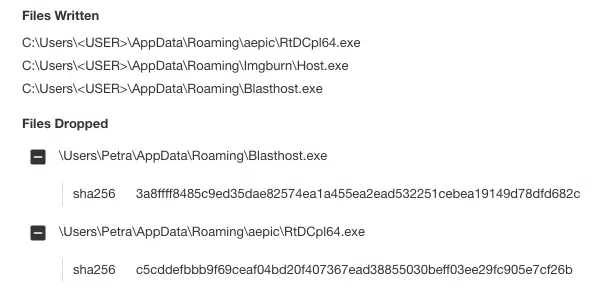 Files Written
C:\Users\<USER>\AppData\Roaming\aepic\RtDCpl64.exe
C:\Users\<USER>\AppData\Roaming\Imgburn\Host.exe
C:\Users\<USER>\AppData\Roaming\Blasthost.exe
Files Dropped
\Users\Petra\AppData\Roaming\Blasthost.exe
sha256 3a8ffff8485c9ed35dae82574ea1a455ea2ead532251cebea19149d78dfd682c
\Users\Petra\AppData\Roaming\aepic\RtDCpl64.exe
sha256 c5cddefbbb9f69ceaf04bd20f407367ead38855030beff03ee29fc905e7cf26b